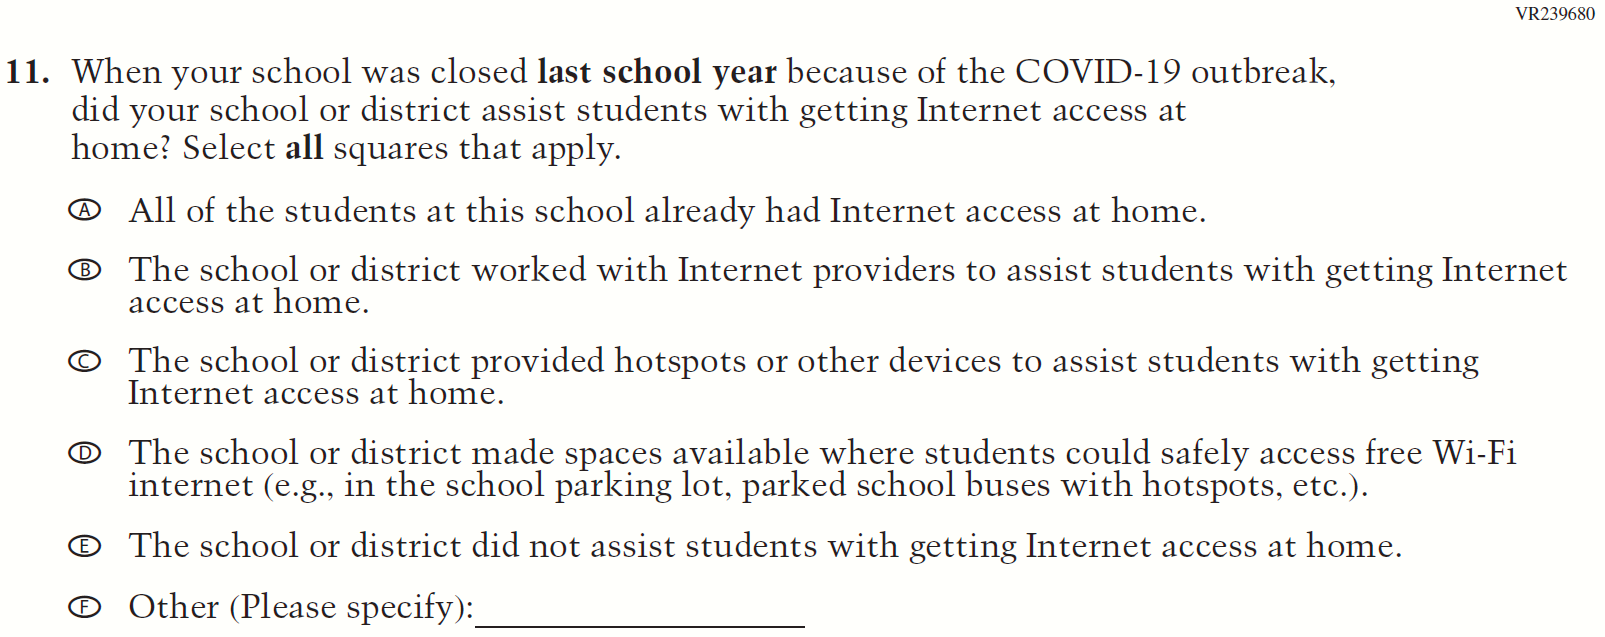 VR239680
11. When your school was closed last school year because of the COVID-19 outbreak,
did your school or district assist students with getting Internet access at
home? Select all squares that apply.
A All of the students at this school already had Internet access at home.
B The school or district worked with Internet providers to assist students with getting Internet
access at home.
C The school or district provided hotspots or other devices to assist students with getting
Internet access at home.
D The school or district made spaces available where students could safely access free Wi-Fi
internet (e.g., in the school parking lot, parked school buses with hotspots, etc.).
E The school or district did not assist students with getting Internet access at home.
F Other (Please specify):